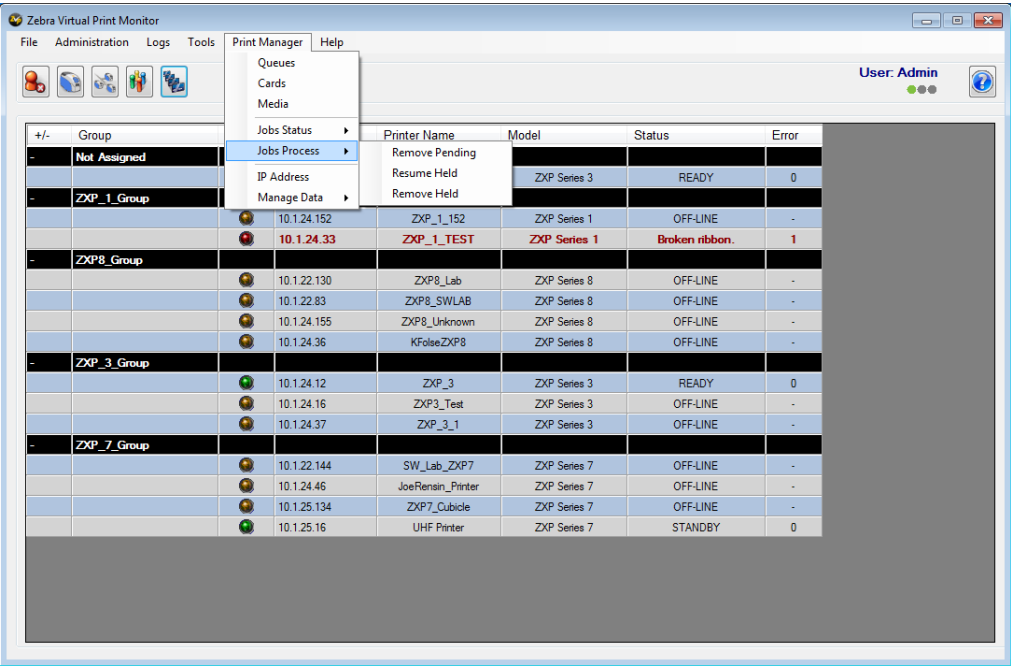 Zebra Virtual Print Monitor
File Administration Logs Tools Print Manager Help
User: Admin
Queues
Cards
Media
Jobs Status
Jobs Process
IP Address
Manage Data
Remove Pending
Resume Held
Remove Held
+/- Group Printer Name Model Status Error
- Not Assigned
ZXP Series 3 READY 0
- ZXP_1_Group
10.1.24.152 ZXP_1_152 ZXP Series 1 OFF-LINE -
10.1.24.33 ZXP_1_TEST ZXP Series 1 Broken ribbon. 1
- ZXP8_Group
10.1.22.130 ZXP8_Lab ZXP Series 8 OFF-LINE -
10.1.22.83 ZXP8_SWLAB ZXP Series 8 OFF-LINE -
10.1.24.155 ZXP8_Unknown ZXP Series 8 OFF-LINE -
10.1.24.36 KFolseZXP8 ZXP Series 8 OFF-LINE -
- ZXP_3_Group
10.1.24.12 ZXP_3 ZXP Series 3 READY 0
10.1.24.16 ZXP3_Test ZXP Series 3 OFF-LINE -
10.1.24.37 ZXP_3_1 ZXP Series 3 OFF-LINE -
- ZXP_7_Group
10.1.22.144 SW_Lab_ZXP7 ZXP Series 7 OFF-LINE -
10.1.24.46 JoeRensin_Printer ZXP Series 7 OFF-LINE -
10.1.25.134 ZXP7_Cubicle ZXP Series 7 OFF-LINE -
10.1.25.16 UHF Printer ZXP Series 7 STANDBY 0